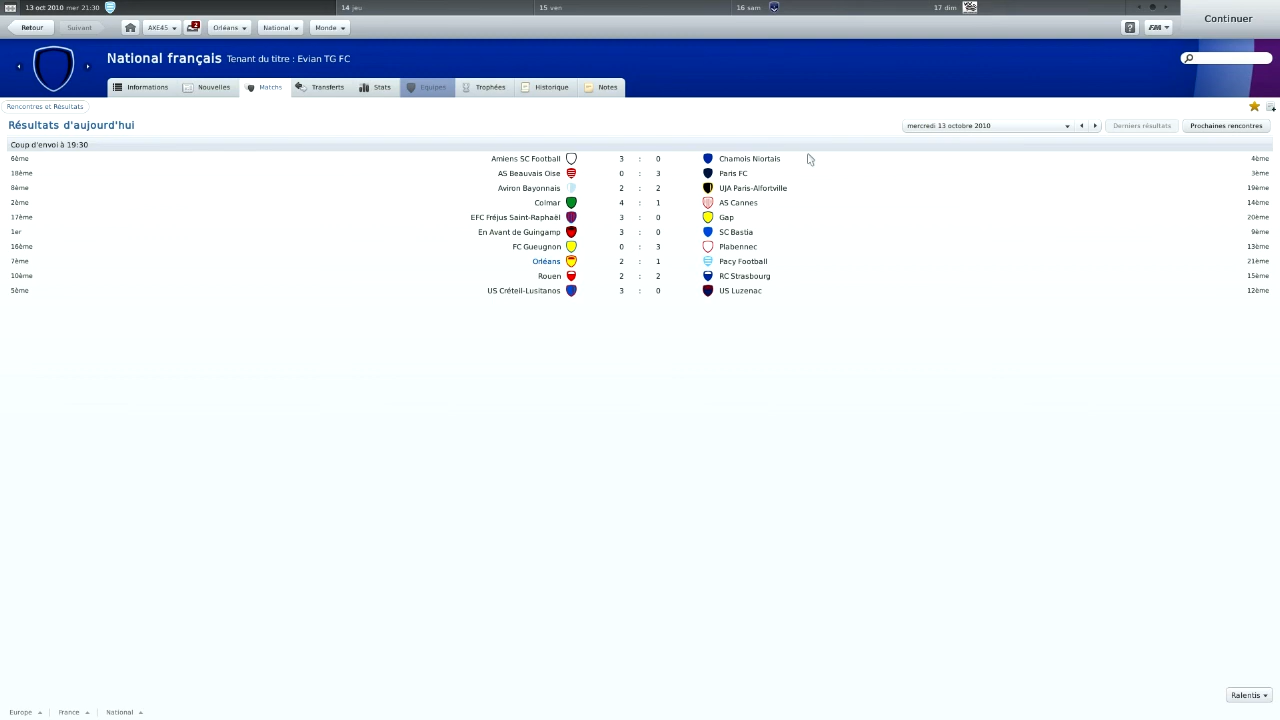 13 oct 2010 mer 21:30 14 jeu 15 ven 16 sam 17 dim
Retour Suivant AXE45 2 Orléans National Monde ? FM Continuer
National français Tenant du titre : Evian TG FC
Informations Nouvelles Matchs Transferts Stats Equipes Trophées Historique Notes
Rencontres et Résultats
Résultats d'aujourd'hui mercredi 13 octobre 2010 Derniers résultats Prochaines rencontres
Coup d'envoi à 19:30
6ème Amiens SC Football 3 : 0 Chamois Niortais 4ème
18ème AS Beauvais Oise 0 : 3 Paris FC 3ème
8ème Aviron Bayonnais 2 : 2 UJA Paris-Alfortville 19ème
2ème Colmar 4 : 1 AS Cannes 14ème
17ème EFC Fréjus Saint-Raphaël 3 : 0 Gap 20ème
1er En Avant de Guingamp 3 : 0 SC Bastia 9ème
16ème FC Gueugnon 0 : 3 Plabennec 13ème
7ème Orléans 2 : 1 Pacy Football 21ème
10ème Rouen 2 : 2 RC Strasbourg 15ème
5ème US Créteil-Lusitanos 3 : 0 US Luzenac 12ème
Ralentis
Europe France National